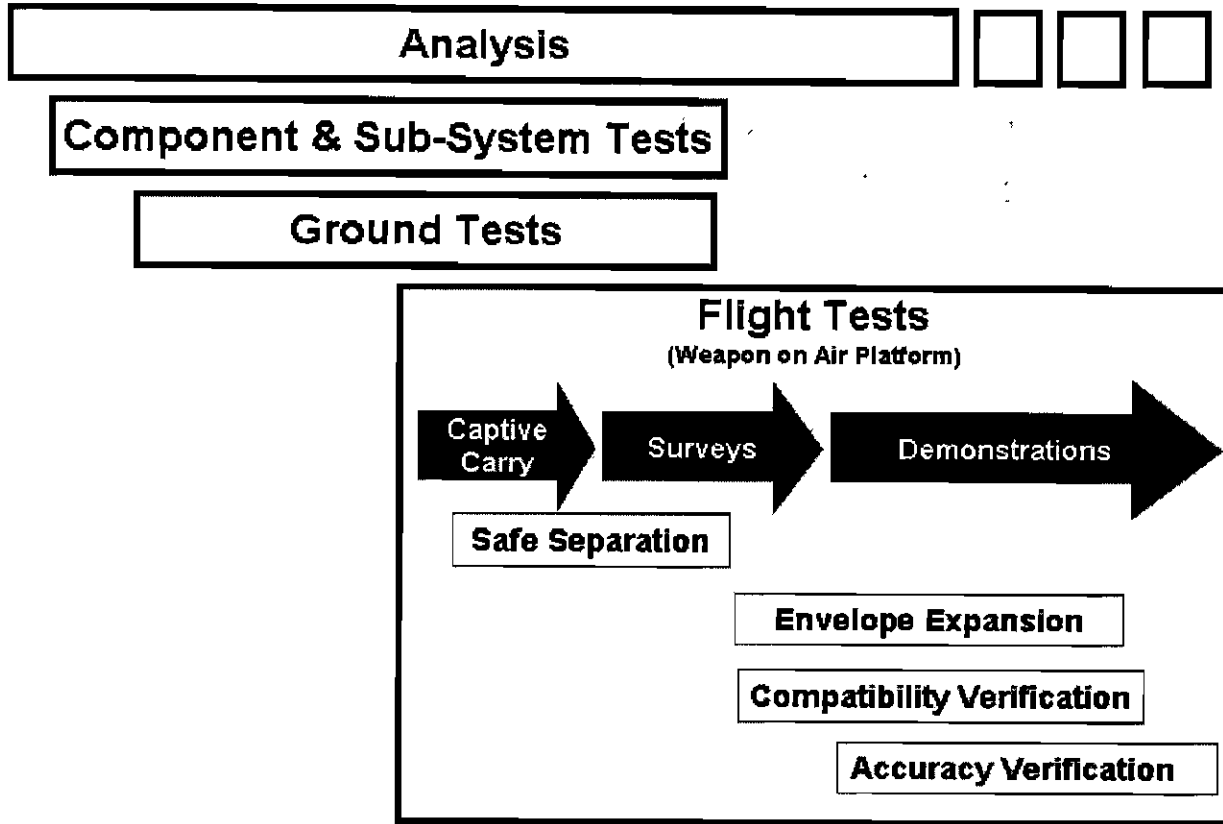 Analysis
Component & Sub-System Tests
Ground Tests
Flight Tests
(Weapon on Air Platform)
Captive
Carry
Surveys
Demonstrations
Safe Separation
Envelope Expansion
Compatibility Verification
Accuracy Verification